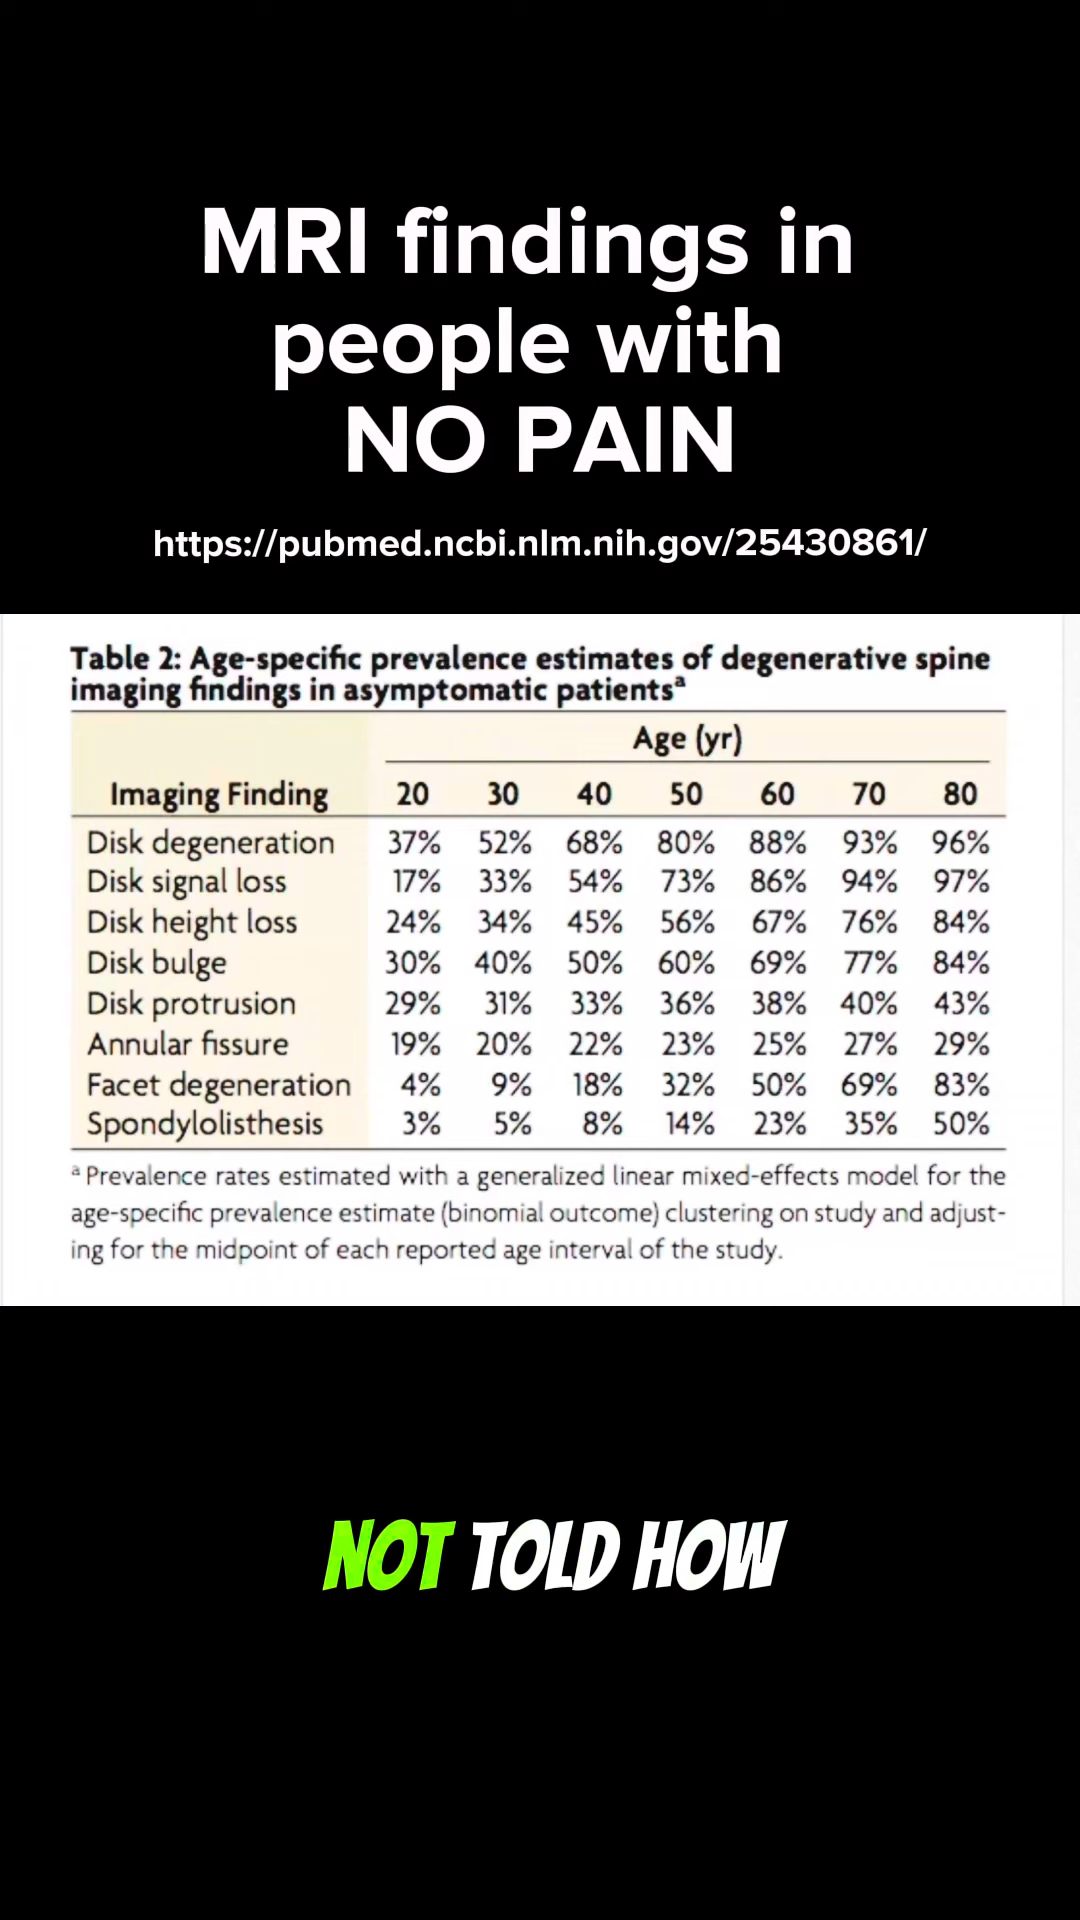 MRI findings in
people with
NO PAIN
https://pubmed.ncbi.nlm.nih.gov/25430861/
Table 2: Age-specific prevalence estimates of degenerative spine
imaging findings in asymptomatic patientsª
Age (yr)
Imaging Finding 20 30 40 50 60 70 80
Disk degeneration 37% 52% 68% 80% 88% 93% 96%
Disk signal loss 17% 33% 54% 73% 86% 94% 97%
Disk height loss 24% 34% 45% 56% 67% 76% 84%
Disk bulge 30% 40% 50% 60% 69% 77% 84%
Disk protrusion 29% 31% 33% 36% 38% 40% 43%
Annular fissure 19% 20% 22% 23% 25% 27% 29%
Facet degeneration 4% 9% 18% 32% 50% 69% 83%
Spondylolisthesis 3% 5% 8% 14% 23% 35% 50%
ª Prevalence rates estimated with a generalized linear mixed-effects model for the
age-specific prevalence estimate (binomial outcome) clustering on study and adjust-
ing for the midpoint of each reported age interval of the study.
NOT TOLD HOW